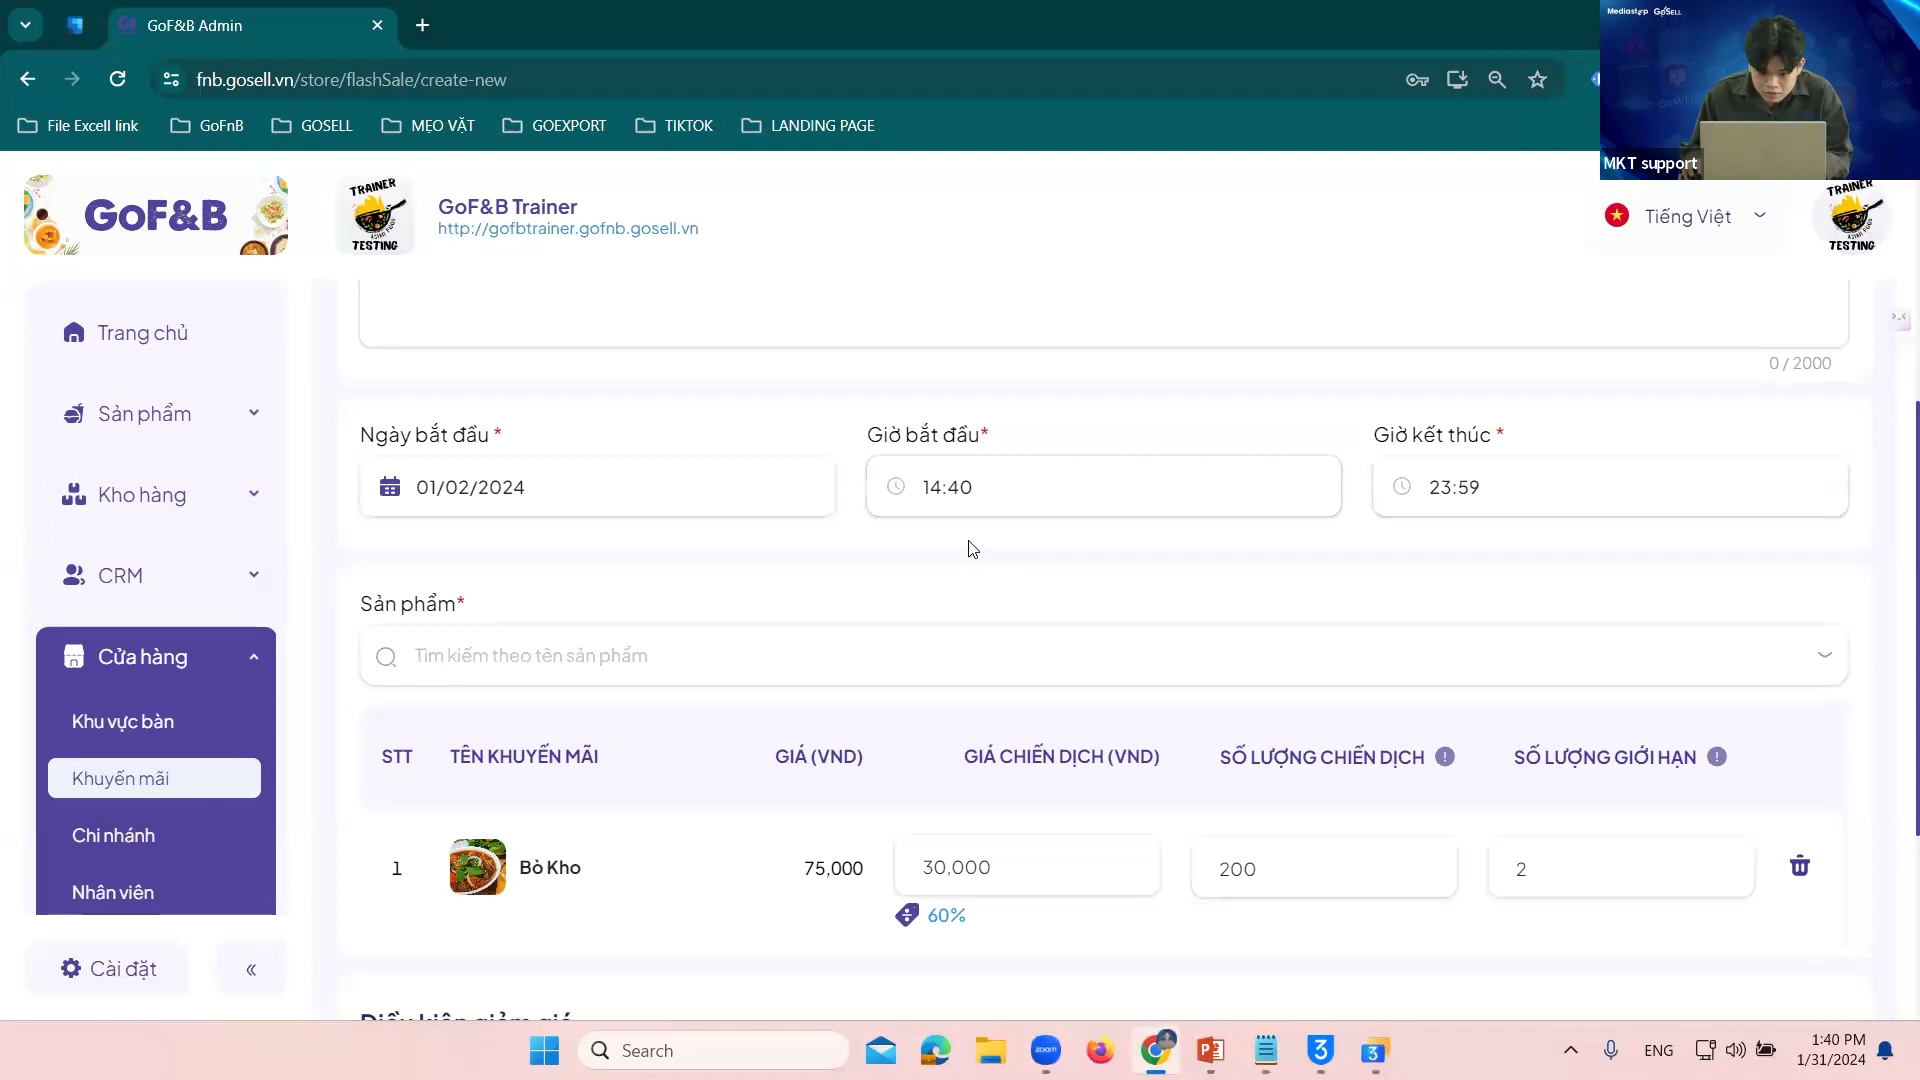 GoF&B Admin
fnb.gosell.vn/store/flashSale/create-new
File Excell link
GoFnB
GOSELL
MẸO VẶT
GOEXPORT
TIKTOK
LANDING PAGE
Mediastep GoSELL
MKT support
GoF&B
TRAINER
TESTING
GoF&B Trainer
http://gofbtrainer.gofnb.gosell.vn
Tiếng Việt
TRAINER
TESTING
Trang chủ
Sản phẩm
Kho hàng
CRM
Cửa hàng
Khu vực bàn
Khuyến mãi
Chi nhánh
Nhân viên
Cài đặt
«
0 / 2000
Ngày bắt đầu *
Giờ bắt đầu*
Giờ kết thúc *
01/02/2024
14:40
23:59
Sản phẩm*
Tìm kiếm theo tên sản phẩm
STT
TÊN KHUYẾN MÃI
GIÁ (VND)
GIÁ CHIẾN DỊCH (VND)
SỐ LƯỢNG CHIẾN DỊCH
SỐ LƯỢNG GIỚI HẠN
1
Bò Kho
75,000
30,000
200
2
60%
Điều kiện giảm giá
Search
zoom
ENG
1:40 PM
1/31/2024